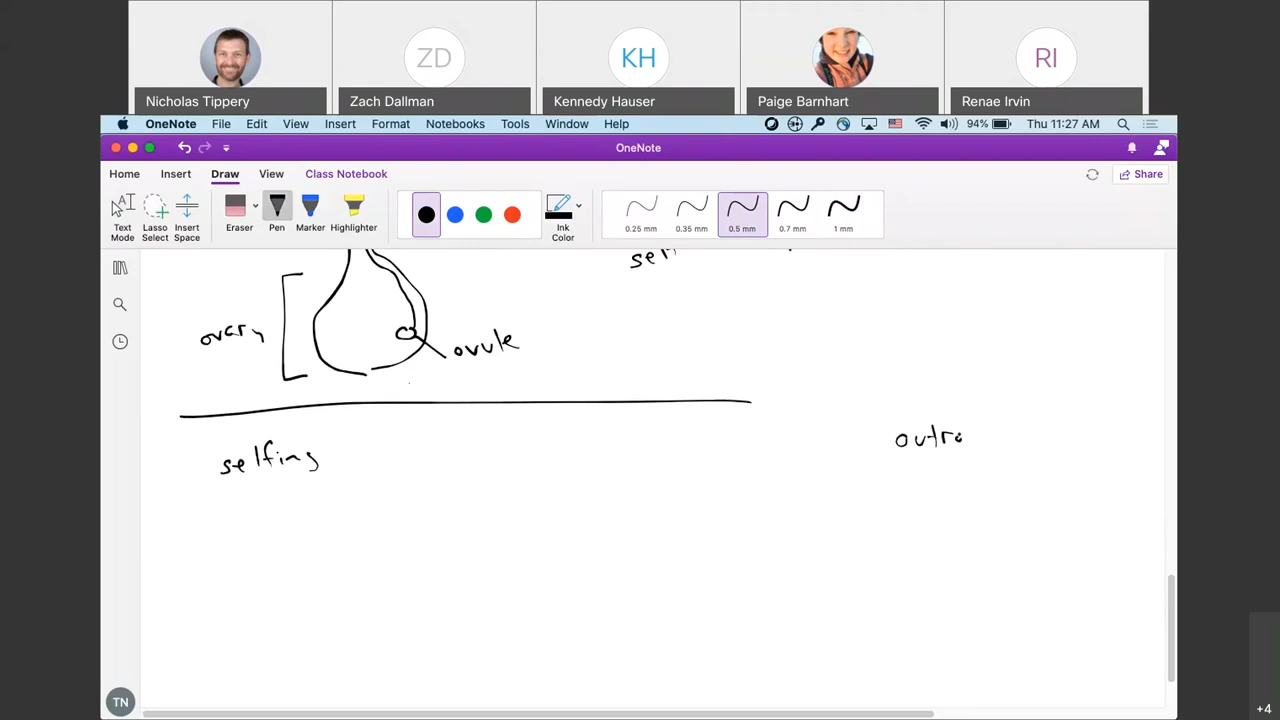 ZD
KH
RI
Nicholas Tippery
Zach Dallman
Kennedy Hauser
Paige Barnhart
Renae Irvin
OneNote File Edit View Insert Format Notebooks Tools Window Help 94% Thu 11:27 AM
OneNote
Home Insert Draw View Class Notebook Share
Text Mode
Lasso Select
Insert Space
Eraser
Pen
Marker
Highlighter
Ink Color
0.25 mm
0.35 mm
0.5 mm
0.7 mm
1 mm
ovary
ovule
selfing
outro
TN
+4